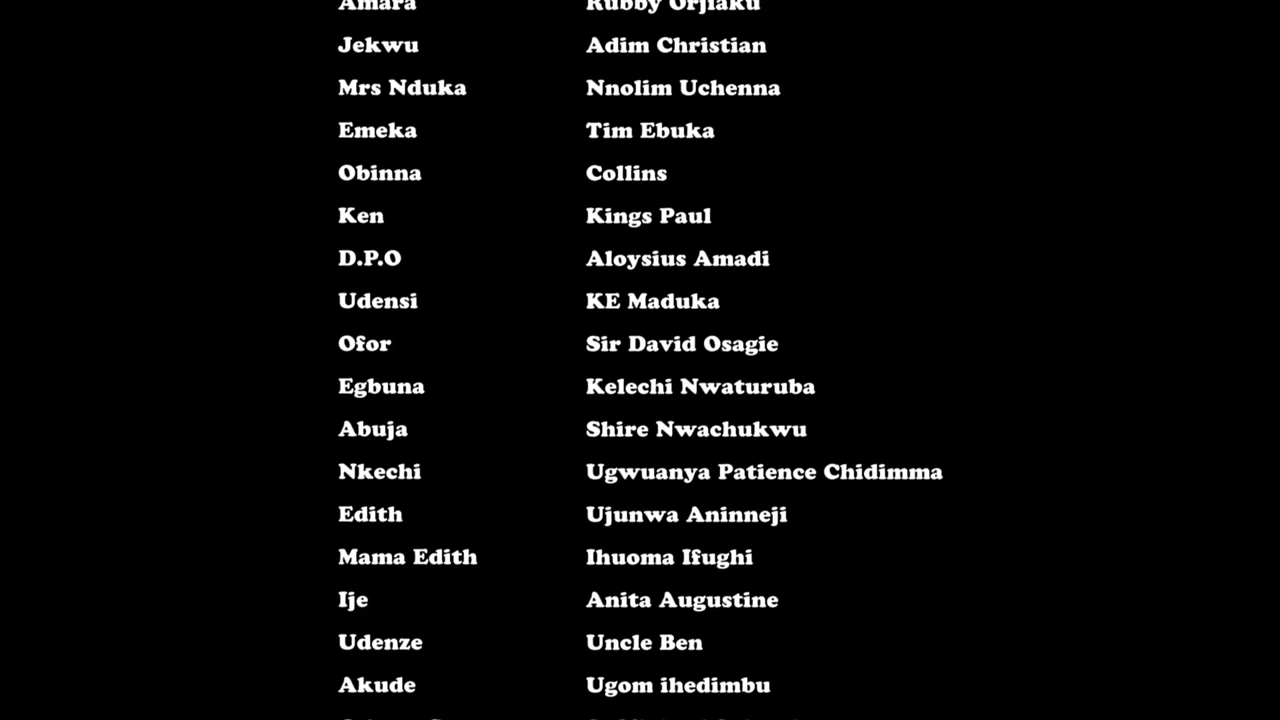 Amara Rubby Orjiaku
Jekwu Adim Christian
Mrs Nduka Nnolim Uchenna
Emeka Tim Ebuka
Obinna Collins
Ken Kings Paul
D.P.O Aloysius Amadi
Udensi KE Maduka
Ofor Sir David Osagie
Egbuna Kelechi Nwaturuba
Abuja Shire Nwachukwu
Nkechi Ugwuanya Patience Chidimma
Edith Ujunwa Aninneji
Mama Edith Ihuoma Ifughi
Ije Anita Augustine
Udenze Uncle Ben
Akude Ugom ihedimbu